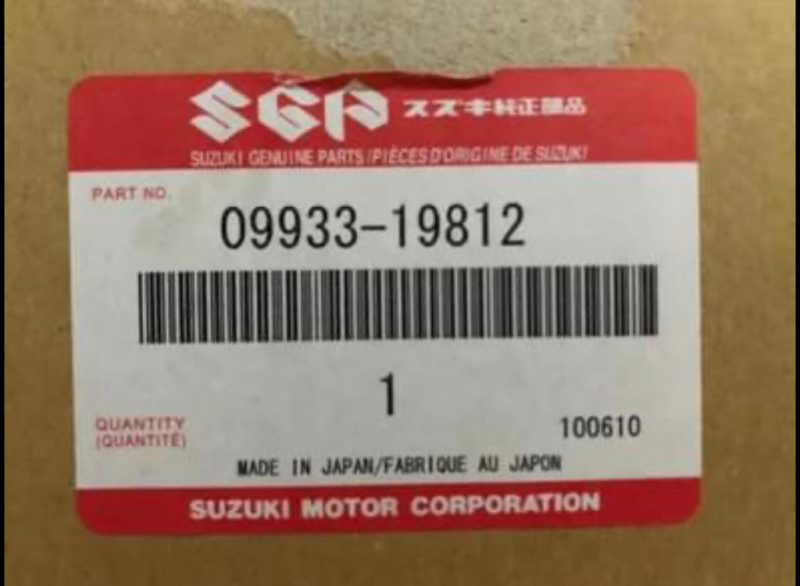 SGP スズキ純正部品
SUZUKI GENUINE PARTS/PIÈCES D'ORIGINE DE SUZUKI
PART NO.
09933-19812
1
QUANTITY
(QUANTITÉ)
100610
MADE IN JAPAN/FABRIQUE AU JAPON
SUZUKI MOTOR CORPORATION